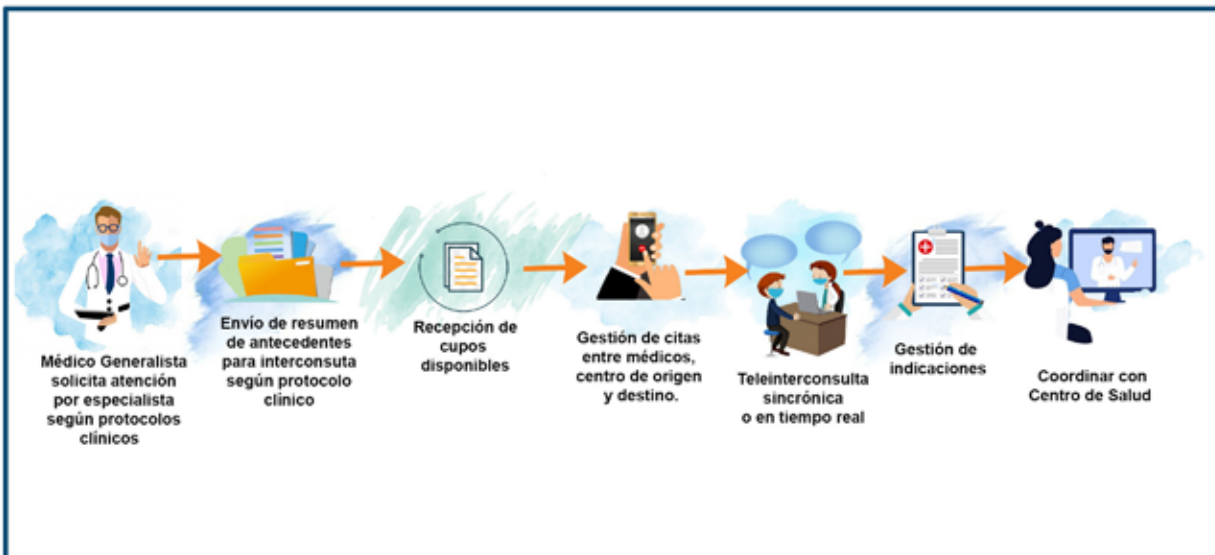 Médico Generalista
solicita atención
por especialista
según protocolos
clínicos
Envío de resumen
de antecedentes
para interconsuta
según protocolo
clínico
Recepción de
cupos
disponibles
Gestión de citas
entre médicos,
centro de origen
y destino.
Teleinterconsulta
sincrónica
o en tiempo real
Gestión de
indicaciones
Coordinar con
Centro de Salud